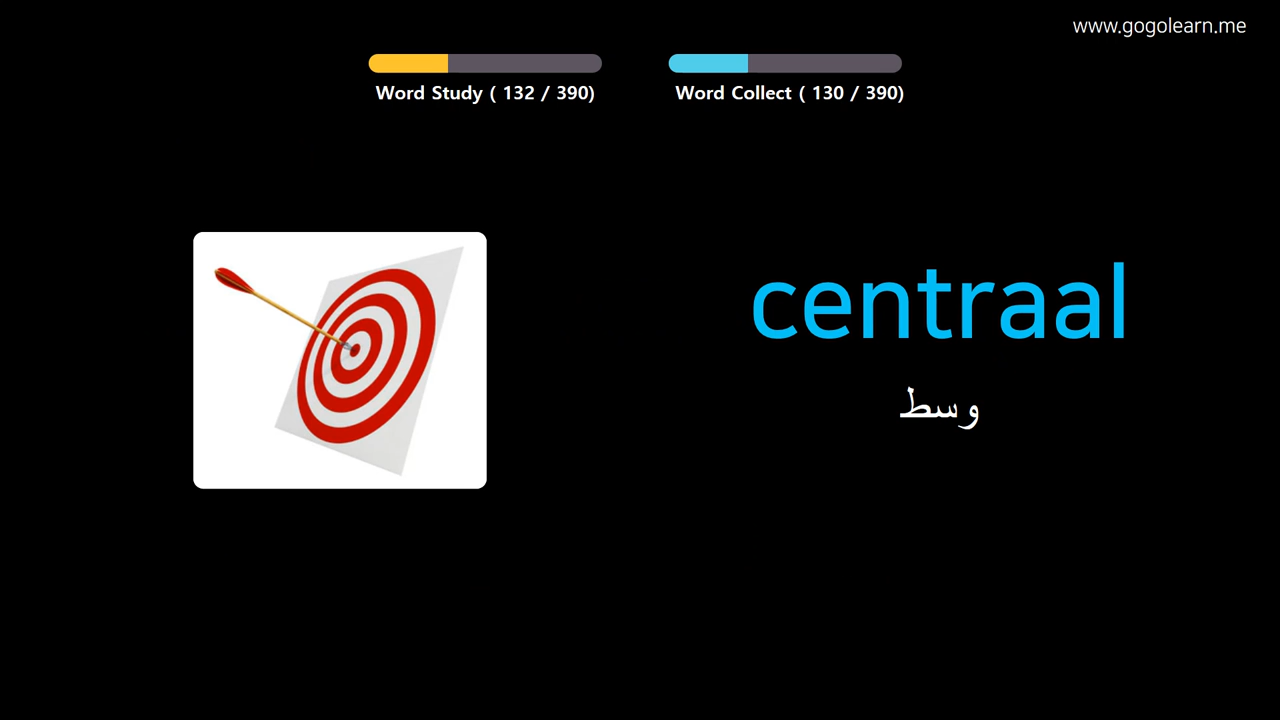 www.gogolearn.me
Word Study ( 132 / 390)
Word Collect ( 130 / 390)
centraal
وسط